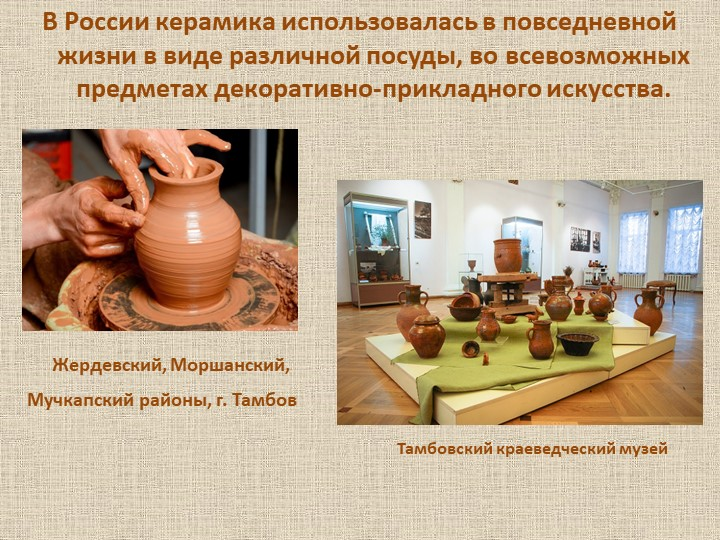 В России керамика использовалась в повседневной
жизни в виде различной посуды, во всевозможных
предметах декоративно-прикладного искусства.
Жердевский, Моршанский,
Мучкапский районы, г. Тамбов
Тамбовский краеведческий музей